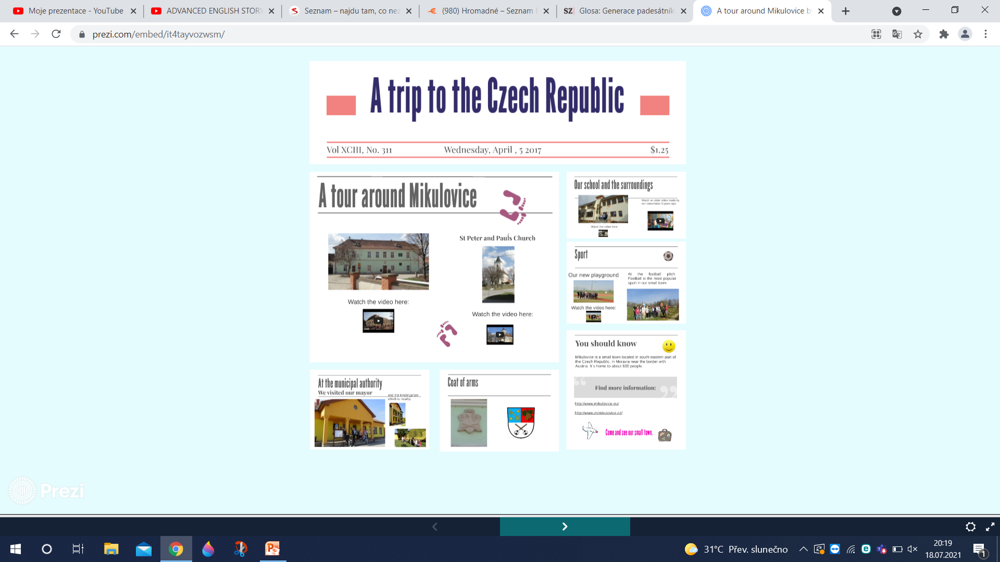 Moje prezentace - YouTube
ADVANCED ENGLISH STORY
Seznam – najdu tam, co nez
(980) Hromadné – Seznam
Glosa: Generace padesátník
A tour around Mikulovice by
prezi.com/embed/it4tayvozwsm/
A trip to the Czech Republic
Vol XCIII, No. 311 Wednesday, April , 5 2017 $1.25
A tour around Mikulovice
St Peter and Paul´s Church
Watch the video here:
Watch the video here:
Our school and the surroundings
Watch an older video made by
our classmates 3 years ago.
Watch the video here:
Sport
Our new playground
At the football pitch.
Football is the most popular
sport in our small town.
Watch the video here:
You should know
Mikulovice is a small town located in south-eastern part of
the Czech Republic, in Moravia near the border with
Austria. It´s home to about 630 people.
Find more information:
http://www.mikulovice.eu/
http://www.zsmikulovice.cz/
Come and see our small town.
At the municipal authority
We visited our mayor
and the kindergarten
which is nearby.
Coat of arms
Prezi
31°C Přev. slunečno
20:19
18.07.2021
1